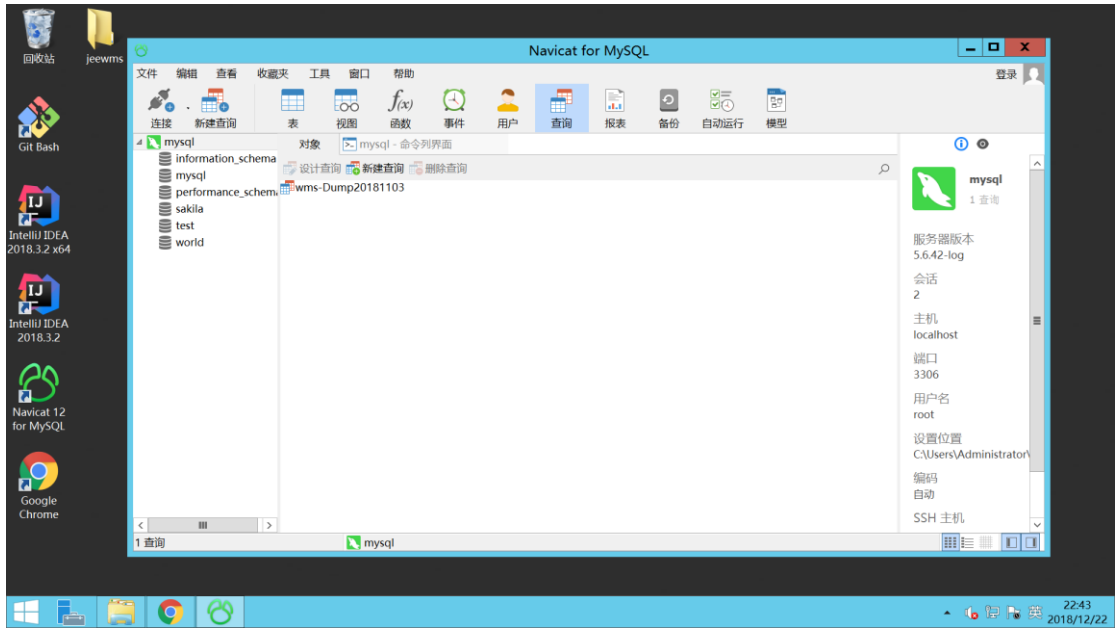 回收站
jeewms
Git Bash
IntelliJ IDEA
2018.3.2 x64
IntelliJ IDEA
2018.3.2
Navicat 12
for MySQL
Google
Chrome
Navicat for MySQL
文件 编辑 查看 收藏夹 工具 窗口 帮助
登录
连接 新建查询 表 视图 函数 事件 用户 查询 报表 备份 自动运行 模型
mysql
information_schema
mysql
performance_schema
sakila
test
world
对象 mysql - 命令列界面
设计查询 新建查询 删除查询
wms-Dump20181103
mysql
1 查询
服务器版本
5.6.42-log
会话
2
主机
localhost
端口
3306
用户名
root
设置位置
C:\Users\Administrator\
编码
自动
SSH 主机
1 查询
mysql
英
22:43
2018/12/22